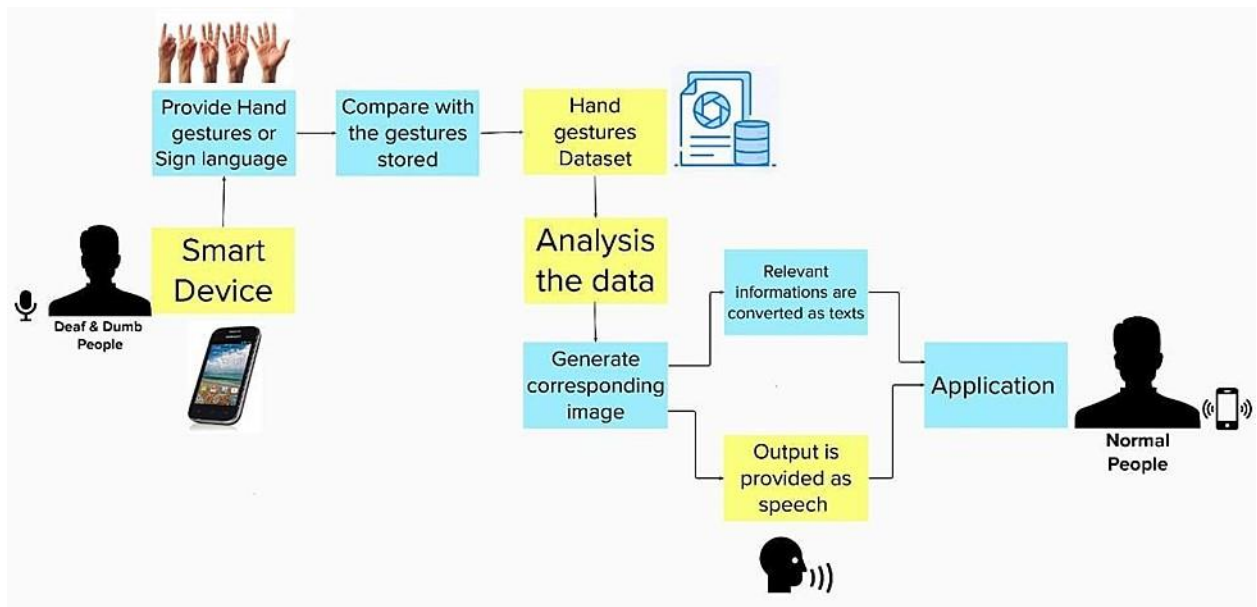 Provide Hand
gestures or
Sign language
Compare with
the gestures
stored
Hand
gestures
Dataset
Smart
Device
Deaf & Dumb
People
Analysis
the data
Relevant
informations are
converted as texts
Generate
corresponding
image
Application
Normal
People
Output is
provided as
speech